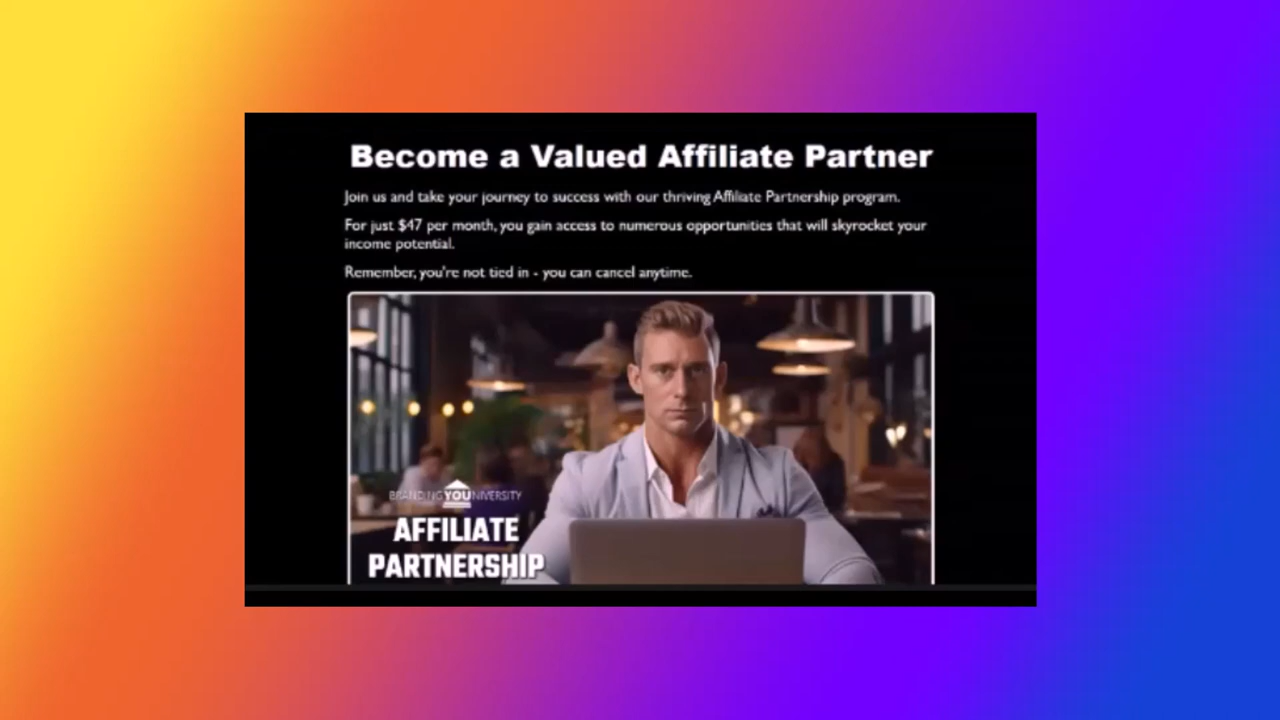 Become a Valued Affiliate Partner
Join us and take your journey to success with our thriving Affiliate Partnership program.
For just $47 per month, you gain access to numerous opportunities that will skyrocket your
income potential.
Remember, you're not tied in - you can cancel anytime.
BRANDINGYOUNIVERSITY
AFFILIATE
PARTNERSHIP